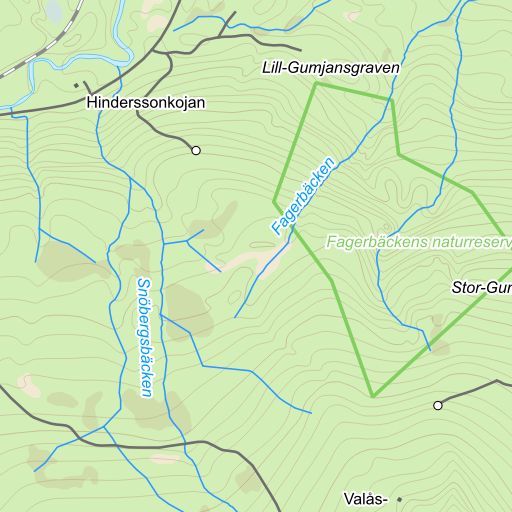 Lill-Gumjansgraven
Hinderssonkojan
Fagerbäcken
Fagerbäckens naturreserv
Stor-Gum
Snöbergsbäcken
Valås-